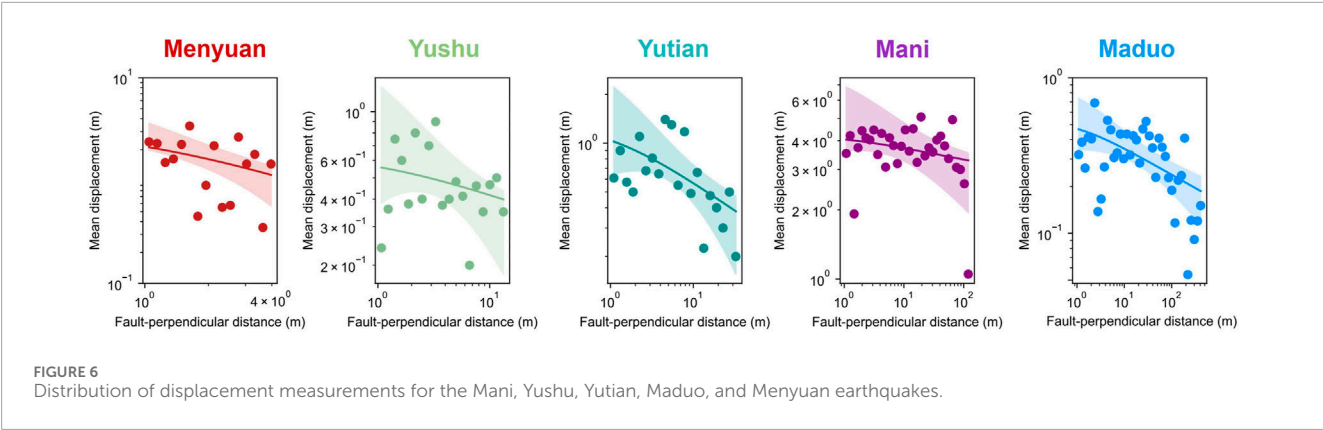 Menyuan
Yushu
Yutian
Mani
Maduo
Mean displacement (m)
10¹
10⁻¹
10⁰
4 × 10⁰
Fault-perpendicular distance (m)
Mean displacement (m)
10⁰
6 × 10⁻¹
4 × 10⁻¹
3 × 10⁻¹
2 × 10⁻¹
10⁰
10¹
Fault-perpendicular distance (m)
Mean displacement (m)
10⁰
10⁰
10¹
Fault-perpendicular distance (m)
Mean displacement (m)
6 × 10⁰
4 × 10⁰
3 × 10⁰
2 × 10⁰
10⁰
10⁰
10¹
10²
Fault-perpendicular distance (m)
Mean displacement (m)
10⁰
10⁻¹
10⁰
10¹
10²
Fault-perpendicular distance (m)
FIGURE 6
Distribution of displacement measurements for the Mani, Yushu, Yutian, Maduo, and Menyuan earthquakes.